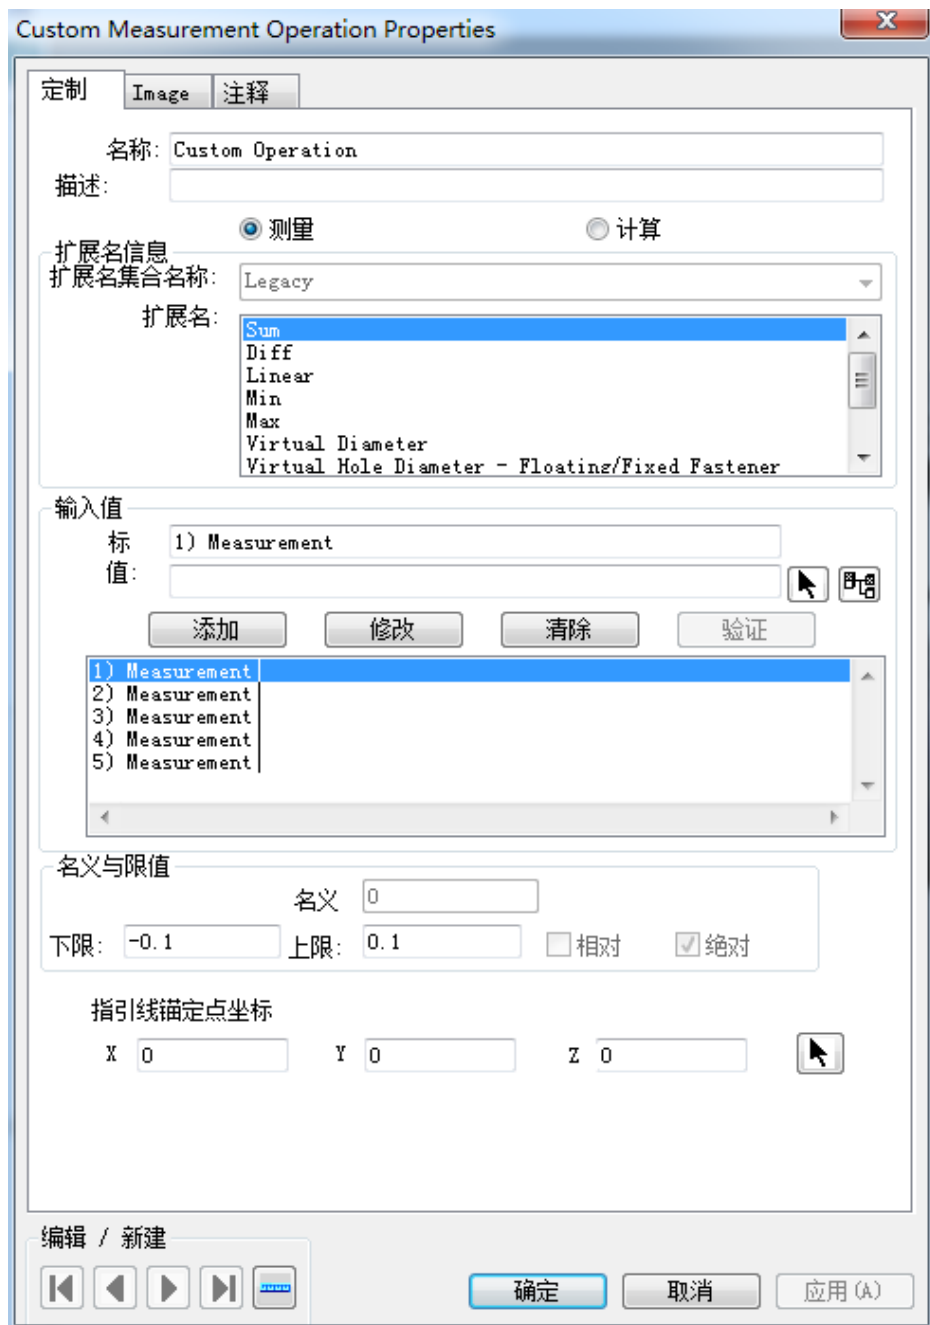 Custom Measurement Operation Properties
定制 Image 注释
名称: Custom Operation
描述:
测量 计算
扩展名信息
扩展名集合名称: Legacy
扩展名:
Sum
Diff
Linear
Min
Max
Virtual Diameter
Virtual Hole Diameter - Floating/Fixed Fastener
输入值
标 1) Measurement
值:
添加 修改 清除 验证
1) Measurement
2) Measurement
3) Measurement
4) Measurement
5) Measurement
名义与限值
名义 0
下限: -0.1 上限: 0.1 相对 绝对
指引线锚定点坐标
X 0 Y 0 Z 0
编辑 / 新建
确定 取消 应用(A)